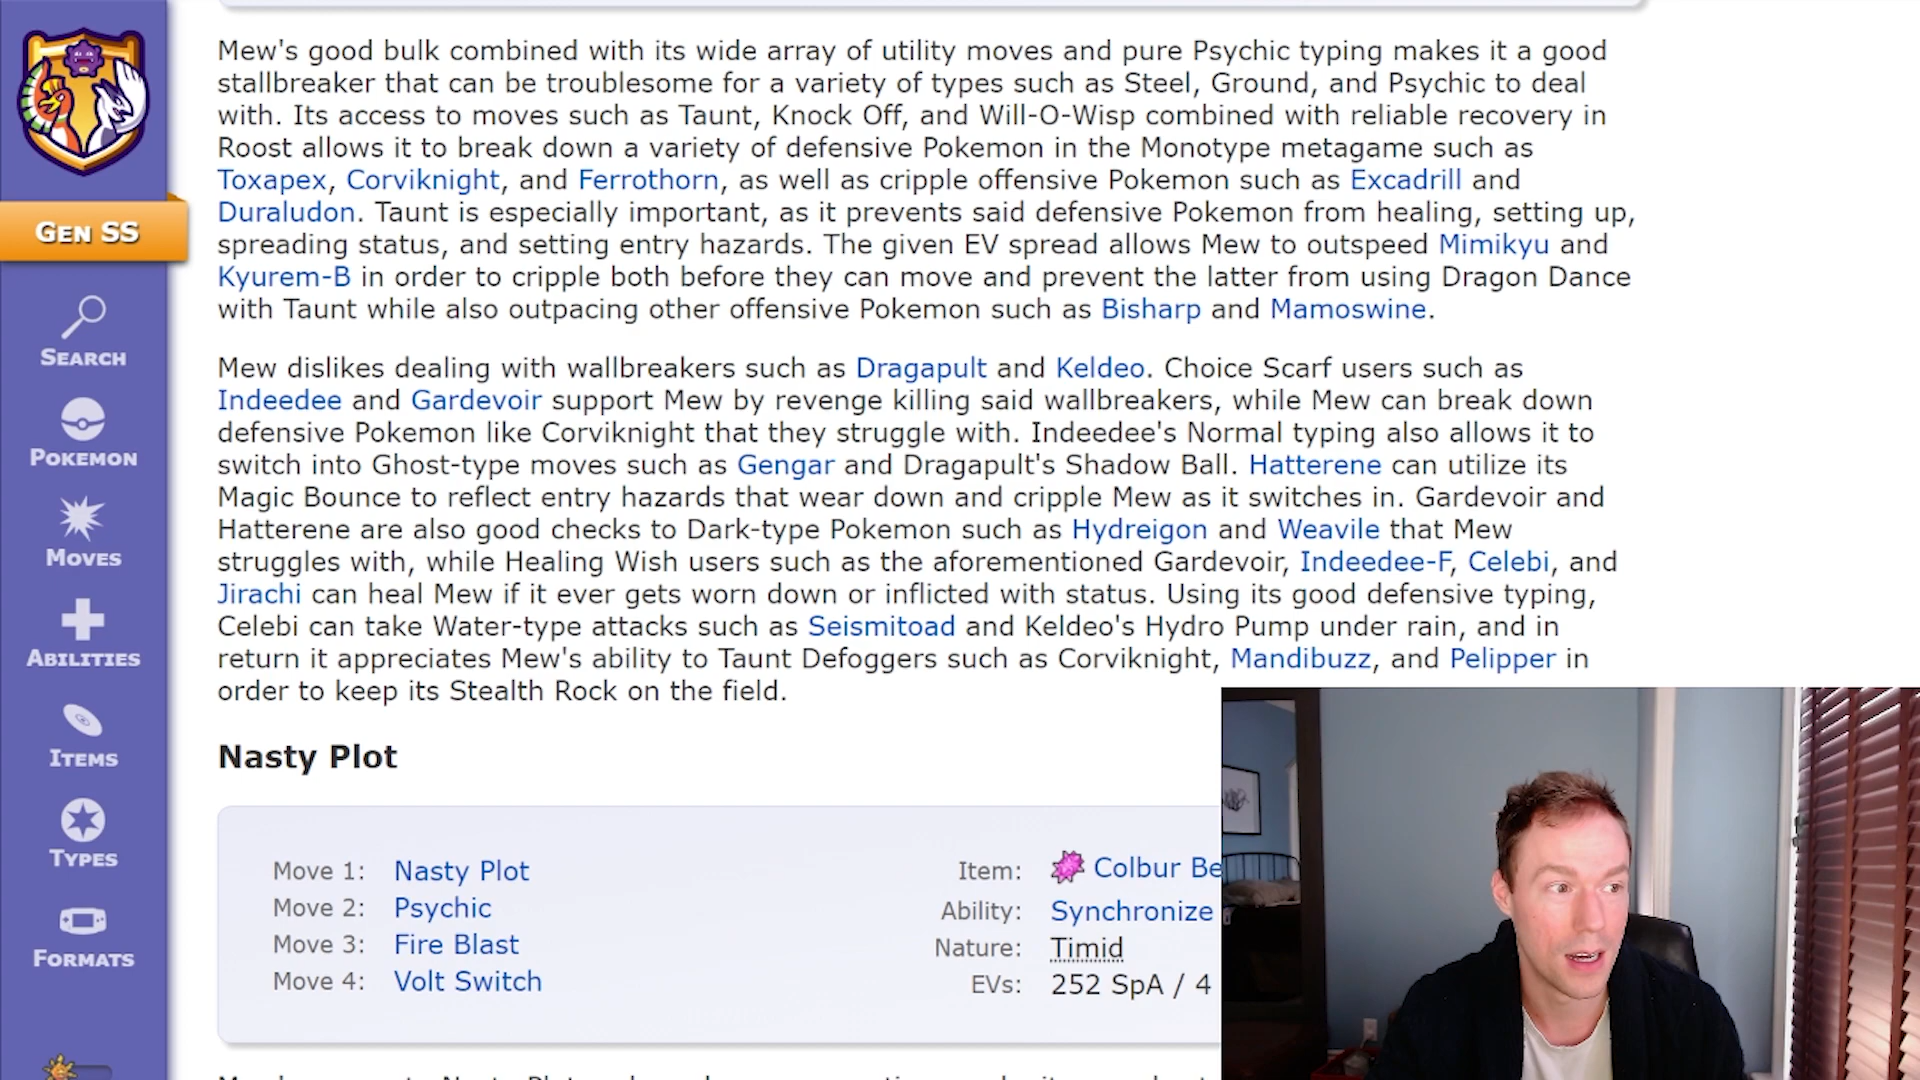 Mew's good bulk combined with its wide array of utility moves and pure Psychic typing makes it a good
stallbreaker that can be troublesome for a variety of types such as Steel, Ground, and Psychic to deal
with. Its access to moves such as Taunt, Knock Off, and Will-O-Wisp combined with reliable recovery in
Roost allows it to break down a variety of defensive Pokemon in the Monotype metagame such as
Toxapex, Corviknight, and Ferrothorn, as well as cripple offensive Pokemon such as Excadrill and
Duraludon. Taunt is especially important, as it prevents said defensive Pokemon from healing, setting up,
spreading status, and setting entry hazards. The given EV spread allows Mew to outspeed Mimikyu and
Kyurem-B in order to cripple both before they can move and prevent the latter from using Dragon Dance
with Taunt while also outpacing other offensive Pokemon such as Bisharp and Mamoswine.
Mew dislikes dealing with wallbreakers such as Dragapult and Keldeo. Choice Scarf users such as
Indeedee and Gardevoir support Mew by revenge killing said wallbreakers, while Mew can break down
defensive Pokemon like Corviknight that they struggle with. Indeedee's Normal typing also allows it to
switch into Ghost-type moves such as Gengar and Dragapult's Shadow Ball. Hatterene can utilize its
Magic Bounce to reflect entry hazards that wear down and cripple Mew as it switches in. Gardevoir and
Hatterene are also good checks to Dark-type Pokemon such as Hydreigon and Weavile that Mew
struggles with, while Healing Wish users such as the aforementioned Gardevoir, Indeedee-F, Celebi, and
Jirachi can heal Mew if it ever gets worn down or inflicted with status. Using its good defensive typing,
Celebi can take Water-type attacks such as Seismitoad and Keldeo's Hydro Pump under rain, and in
return it appreciates Mew's ability to Taunt Defoggers such as Corviknight, Mandibuzz, and Pelipper in
order to keep its Stealth Rock on the field.
Nasty Plot
Move 1: Nasty Plot
Move 2: Psychic
Move 3: Fire Blast
Move 4: Volt Switch
Item: Colbur Be
Ability: Synchronize
Nature: Timid
EVs: 252 SpA / 4
GEN SS
SEARCH
POKEMON
MOVES
ABILITIES
ITEMS
TYPES
FORMATS